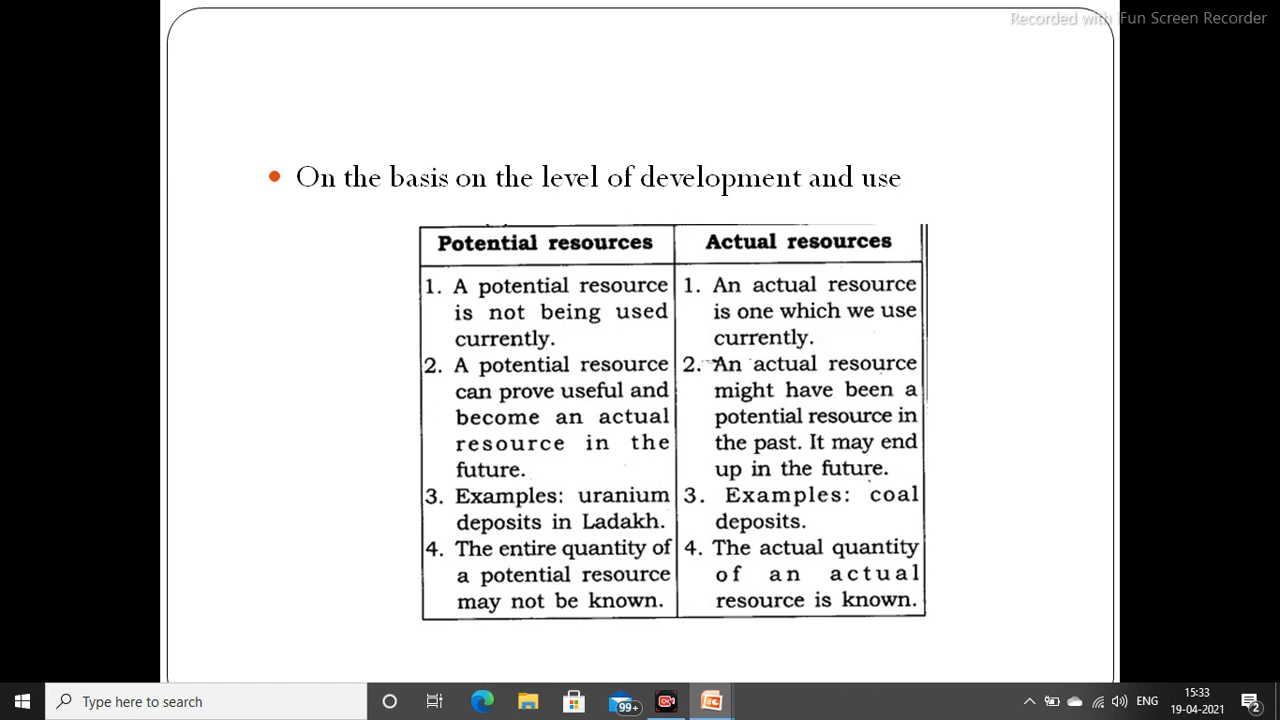 Recorded with iFun Screen Recorder
• On the basis on the level of development and use
Potential resources
1. A potential resource
is not being used
currently.
2. A potential resource
can prove useful and
become an actual
resource in the
future.
3. Examples: uranium
deposits in Ladakh.
4. The entire quantity of
a potential resource
may not be known.
Actual resources
1. An actual resource
is one which we use
currently.
2. An actual resource
might have been a
potential resource in
the past. It may end
up in the future.
3. Examples: coal
deposits.
4. The actual quantity
of an actual
resource is known.
Type here to search
99+
ENG
15:33
19-04-2021
2